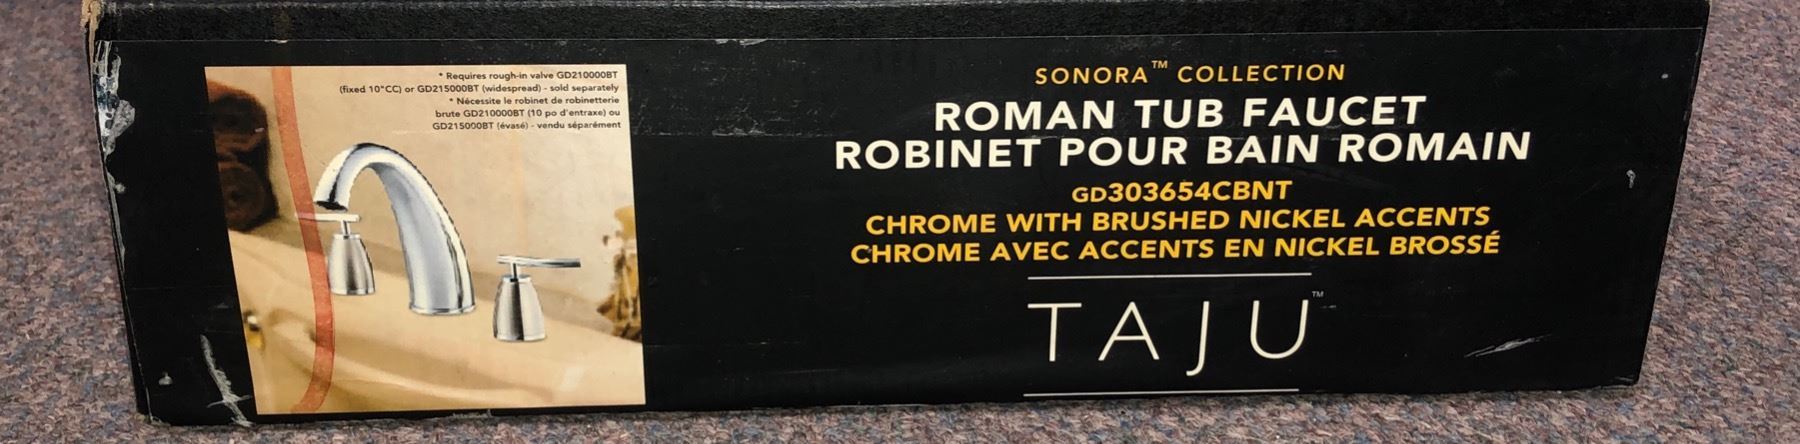 * Requires rough-in valve GD210000BT
(fixed 10"CC) or GD215000BT (widespread) - sold separately
* Nécessite le robinet de robinetterie
brute GD210000BT (10 po d'entraxe) ou
GD215000BT (évasé) - vendu séparément
SONORA™ COLLECTION
ROMAN TUB FAUCET
ROBINET POUR BAIN ROMAIN
GD303654CBNT
CHROME WITH BRUSHED NICKEL ACCENTS
CHROME AVEC ACCENTS EN NICKEL BROSSÉ
TAJU™